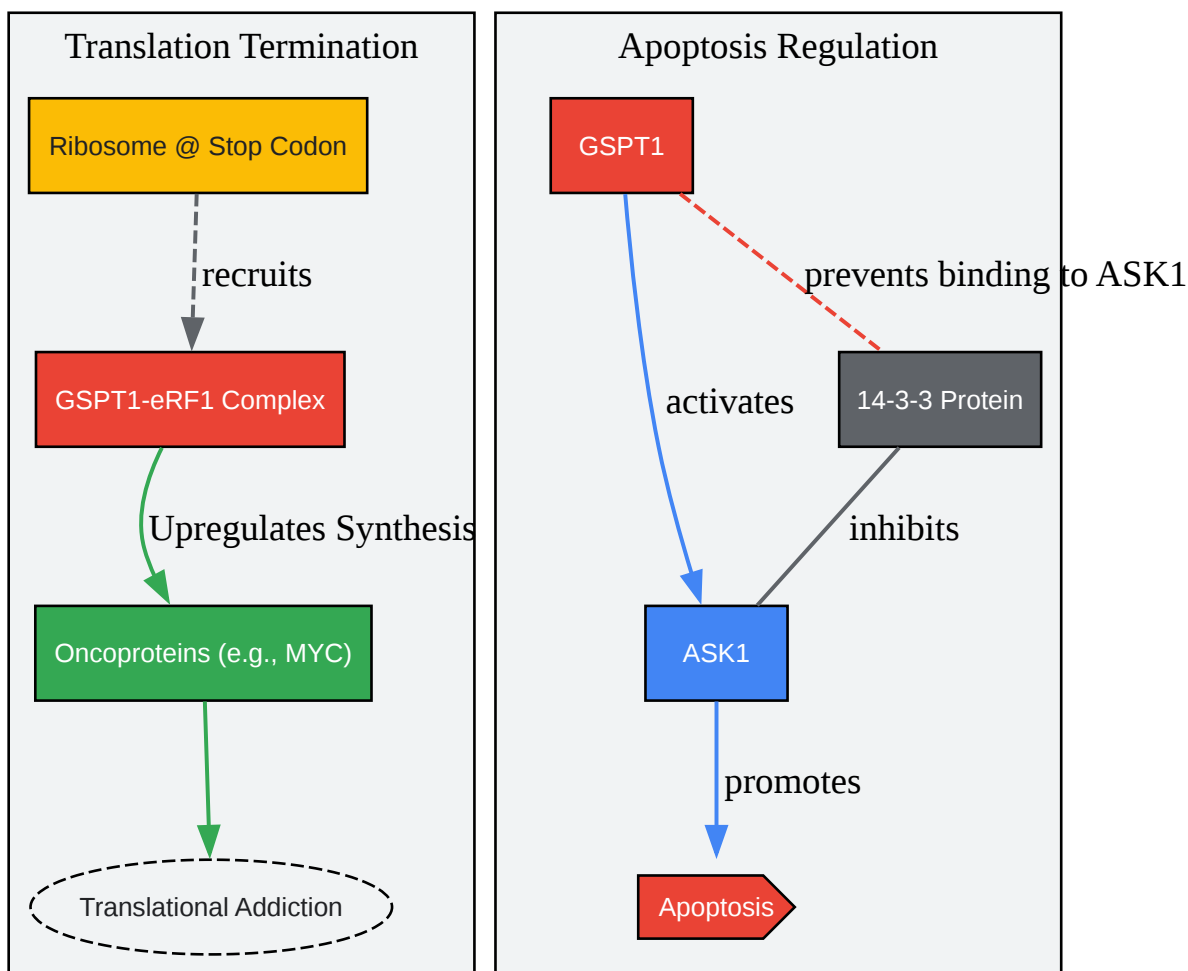 Translation Termination
Ribosome @ Stop Codon
recruits
GSPT1-eRF1 Complex
Upregulates Synthesis
Oncoproteins (e.g., MYC)
Translational Addiction
Apoptosis Regulation
GSPT1
prevents binding to ASK1
activates
14-3-3 Protein
inhibits
ASK1
promotes
Apoptosis